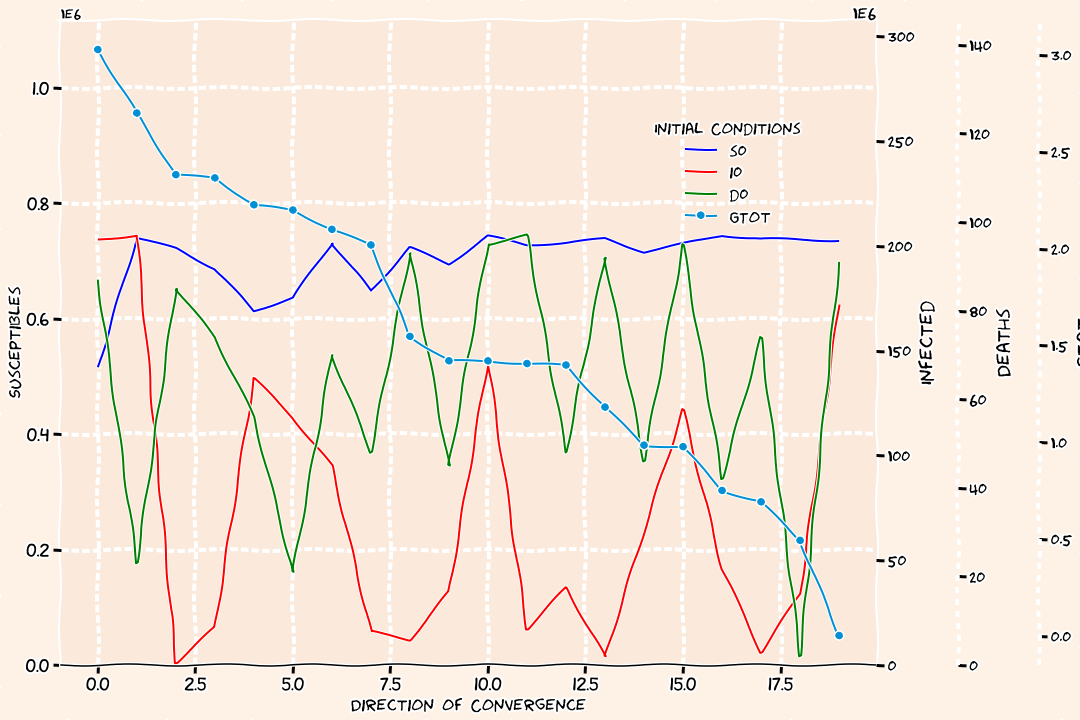 1E6
1E6
1.0
0.8
0.6
0.4
0.2
0.0
SUSCEPTIBLES
0.0 2.5 5.0 7.5 10.0 12.5 15.0 17.5
DIRECTION OF CONVERGENCE
INITIAL CONDITIONS
S0
I0
D0
GTOT
300
250
200
150
100
50
0
INFECTED
140
120
100
80
60
40
20
0
DEATHS
3.0
2.5
2.0
1.5
1.0
0.5
0.0